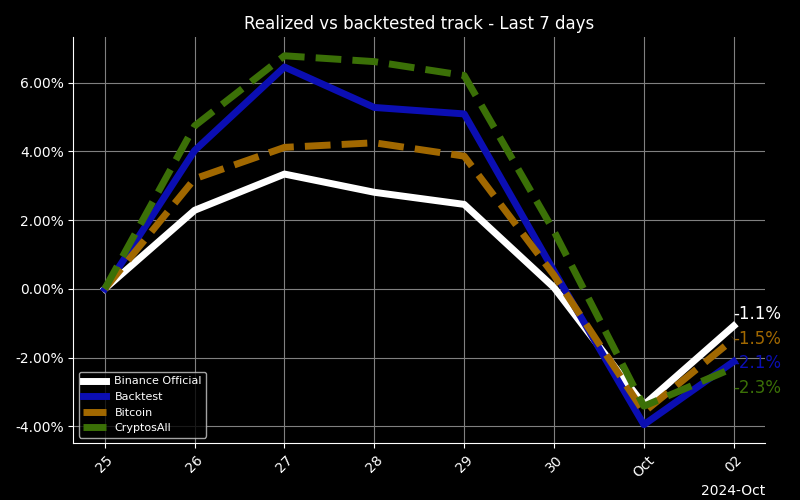 Realized vs backtested track - Last 7 days
6.00%
4.00%
2.00%
0.00%
-2.00%
-4.00%
-1.1%
-1.5%
-2.1%
-2.3%
Binance Official
Backtest
Bitcoin
CryptosAll
25
26
27
28
29
30
Oct
02
2024-Oct